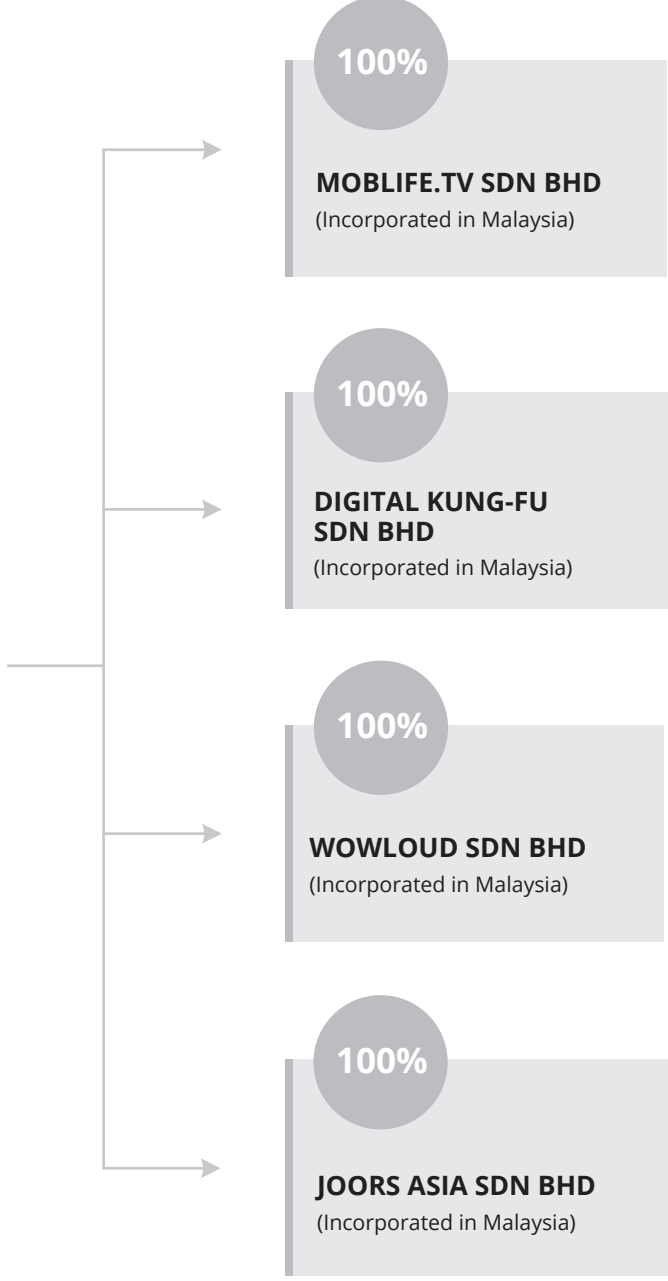 100%
MOBLIFE.TV SDN BHD
(Incorporated in Malaysia)
100%
DIGITAL KUNG-FU
SDN BHD
(Incorporated in Malaysia)
100%
WOWLOUD SDN BHD
(Incorporated in Malaysia)
100%
JOORS ASIA SDN BHD
(Incorporated in Malaysia)